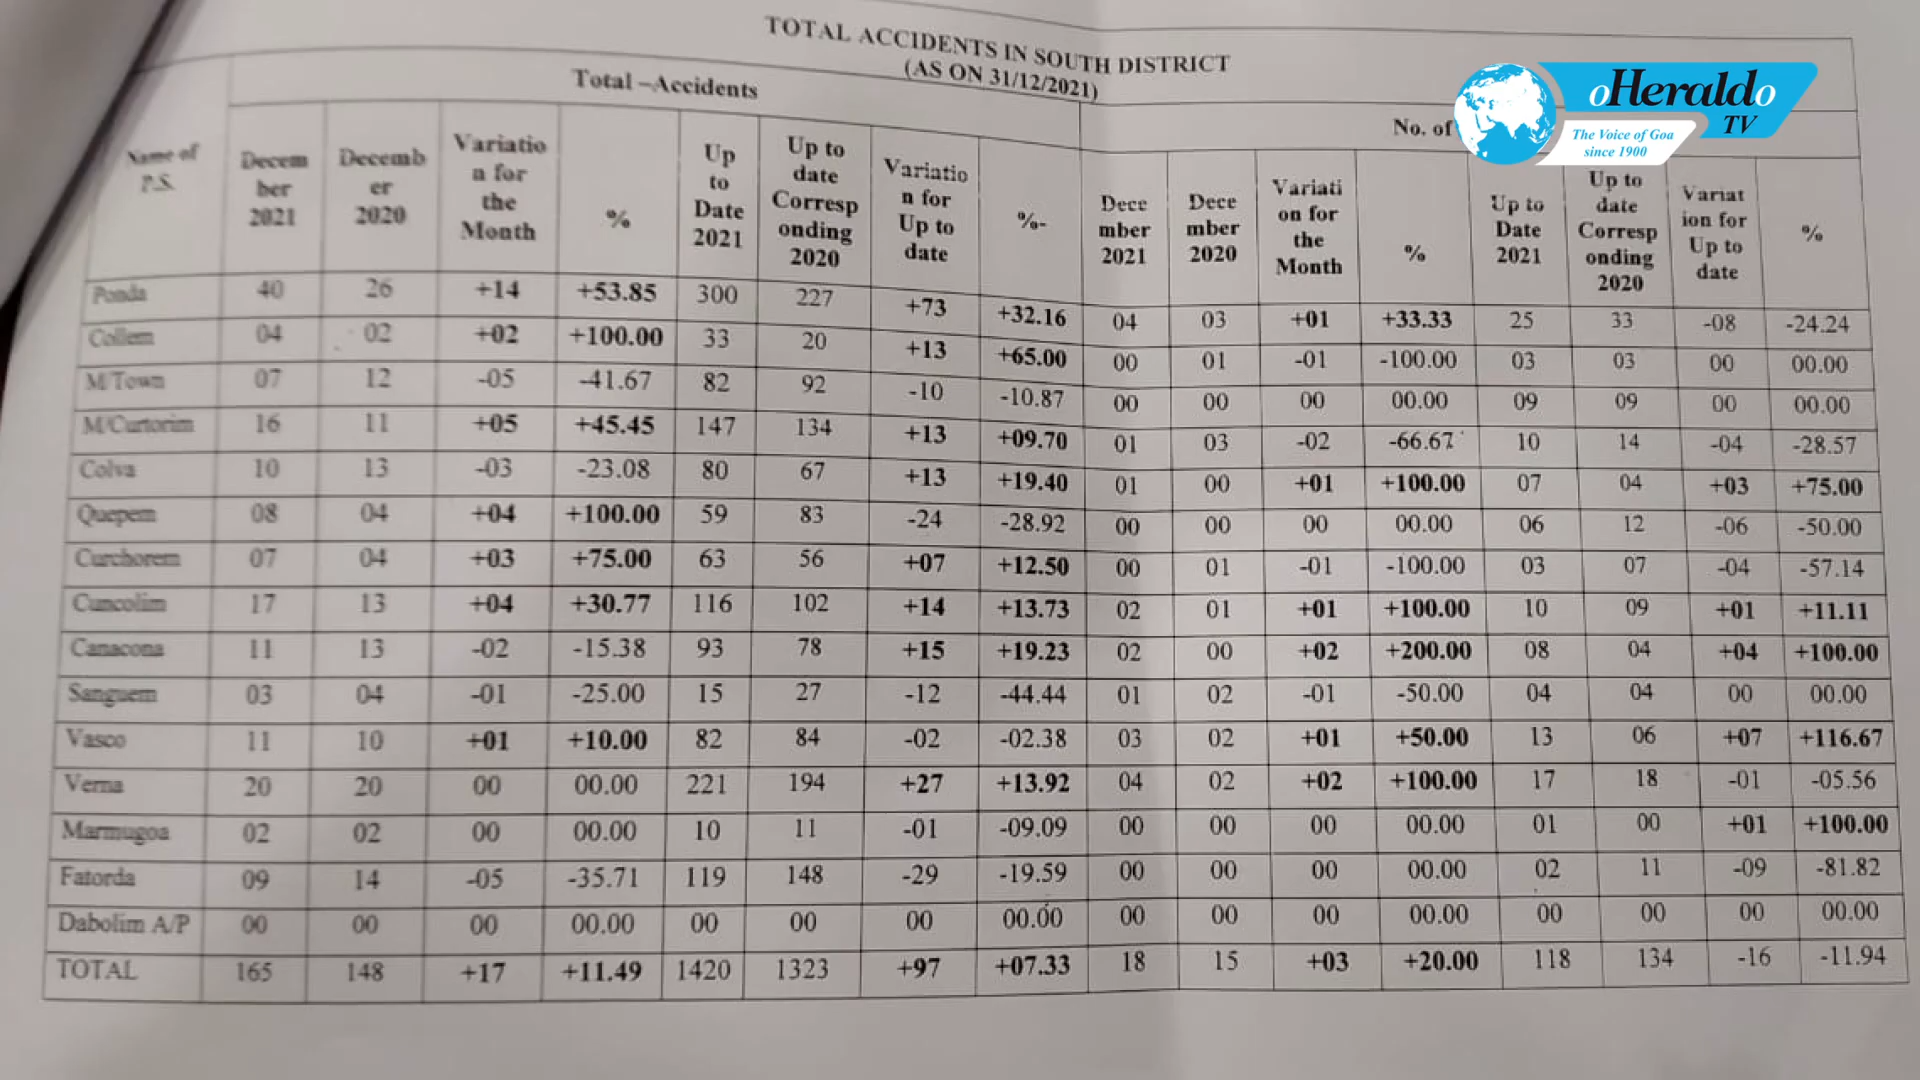 TOTAL ACCIDENTS IN SOUTH DISTRICT
(AS ON 31/12/2021)
oHeraldo
TV
The Voice of Goa
since 1900
Total –Accidents
No. of
Name of P.S. December 2021 December 2020 Variation for the Month % Up to Date 2021 Up to date Corresponding 2020 Variation for Up to date %- December 2021 December 2020 Variation for the Month % Up to Date 2021 Up to date Corresponding 2020 Variation for Up to date %
Ponda 40 26 +14 +53.85 300 227 +73 +32.16 04 03 +01 +33.33 25 33 -08 -24.24
Collem 04 02 +02 +100.00 33 20 +13 +65.00 00 01 -01 -100.00 03 03 00 00.00
M/Town 07 12 -05 -41.67 82 92 -10 -10.87 00 00 00 00.00 09 09 00 00.00
M/Curtorim 16 11 +05 +45.45 147 134 +13 +09.70 01 03 -02 -66.67 10 14 -04 -28.57
Colva 10 13 -03 -23.08 80 67 +13 +19.40 01 00 +01 +100.00 07 04 +03 +75.00
Quepem 08 04 +04 +100.00 59 83 -24 -28.92 00 00 00 00.00 06 12 -06 -50.00
Curchorem 07 04 +03 +75.00 63 56 +07 +12.50 00 01 -01 -100.00 03 07 -04 -57.14
Cuncolim 17 13 +04 +30.77 116 102 +14 +13.73 02 01 +01 +100.00 10 09 +01 +11.11
Canacona 11 13 -02 -15.38 93 78 +15 +19.23 02 00 +02 +200.00 08 04 +04 +100.00
Sanguem 03 04 -01 -25.00 15 27 -12 -44.44 01 02 -01 -50.00 04 04 00 00.00
Vasco 11 10 +01 +10.00 82 84 -02 -02.38 03 02 +01 +50.00 13 06 +07 +116.67
Verna 20 20 00 00.00 221 194 +27 +13.92 04 02 +02 +100.00 17 18 -01 -05.56
Marmugoa 02 02 00 00.00 10 11 -01 -09.09 00 00 00 00.00 01 00 +01 +100.00
Fatorda 09 14 -05 -35.71 119 148 -29 -19.59 00 00 00 00.00 02 11 -09 -81.82
Dabolim A/P 00 00 00 00.00 00 00 00 00.00 00 00 00 00.00 00 00 00 00.00
TOTAL 165 148 +17 +11.49 1420 1323 +97 +07.33 18 15 +03 +20.00 118 134 -16 -11.94